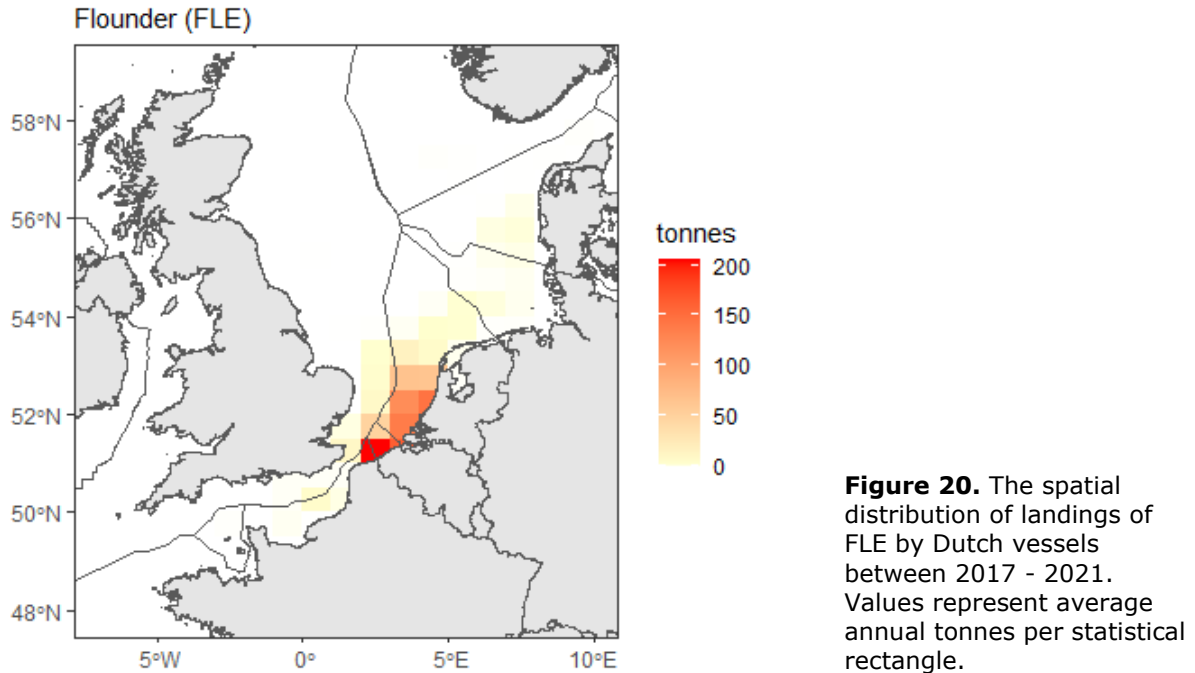 Flounder (FLE)
58°N
56°N
54°N
52°N
50°N
48°N
5°W
0°
5°E
10°E
tonnes
200
150
100
50
0
Figure 20. The spatial
distribution of landings of
FLE by Dutch vessels
between 2017 - 2021.
Values represent average
annual tonnes per statistical
rectangle.